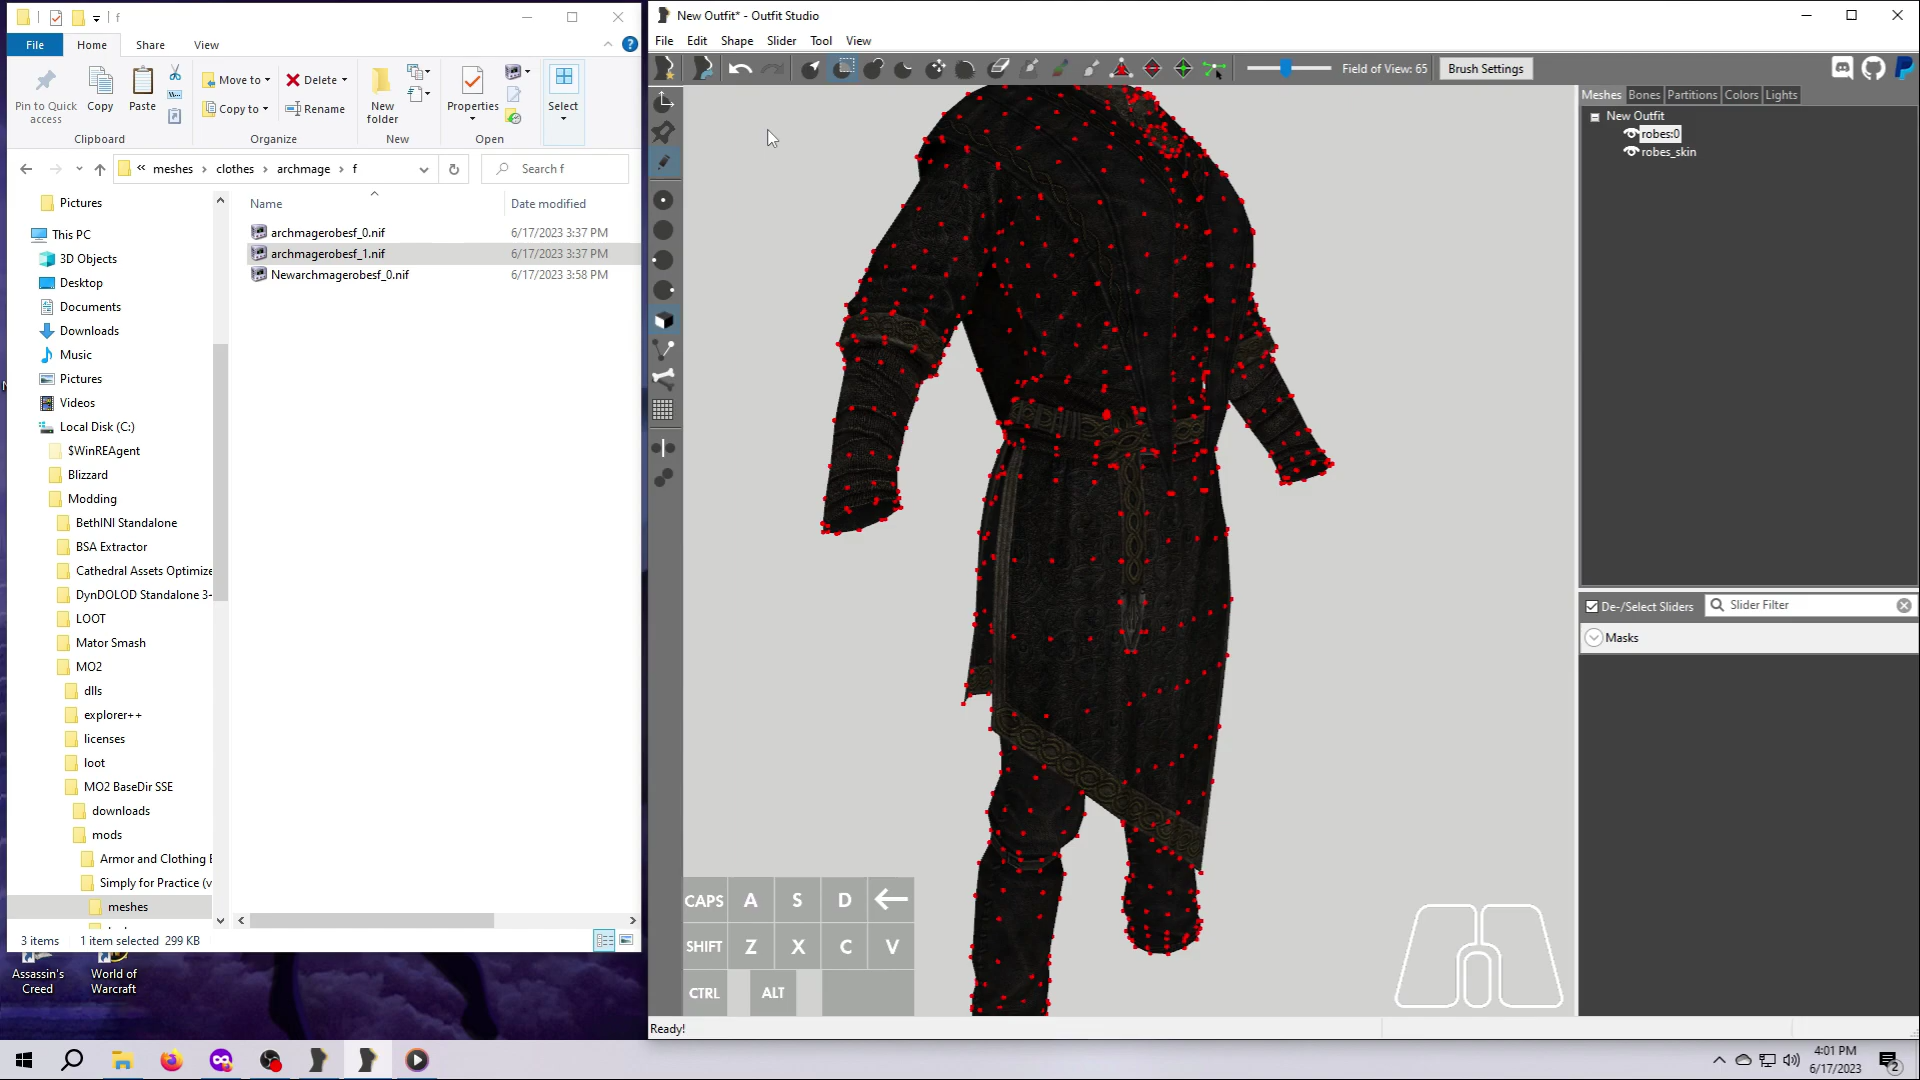 f
File
Home
Share
View
Pin to Quick
access
Copy
Paste
Move to
Copy to
Delete
Rename
New
folder
Properties
Select
Clipboard
Organize
New
Open
« meshes › clothes › archmage › f
Search f
Name
Date modified
archmagerobesf_0.nif
6/17/2023 3:37 PM
archmagerobesf_1.nif
6/17/2023 3:37 PM
Newarchmagerobesf_0.nif
6/17/2023 3:58 PM
Pictures
This PC
3D Objects
Desktop
Documents
Downloads
Music
Pictures
Videos
Local Disk (C:)
$WinREAgent
Blizzard
Modding
BethINI Standalone
BSA Extractor
Cathedral Assets Optimize
DynDOLOD Standalone 3-
LOOT
Mator Smash
MO2
dlls
explorer++
licenses
loot
MO2 BaseDir SSE
downloads
mods
Armor and Clothing E
Simply for Practice (v
meshes
3 items
1 item selected 299 KB
Assassin's
Creed
World of
Warcraft
New Outfit* - Outfit Studio
File
Edit
Shape
Slider
Tool
View
Field of View: 65
Brush Settings
Meshes
Bones
Partitions
Colors
Lights
New Outfit
robes:0
robes_skin
De-/Select Sliders
Slider Filter
Masks
CAPS A S D
SHIFT Z X C V
CTRL ALT
Ready!
4:01 PM
6/17/2023
2